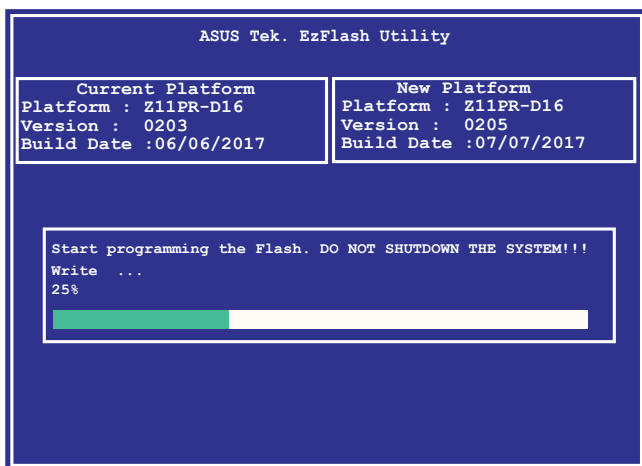 ASUS Tek. EzFlash Utility
Current Platform
Platform : Z11PR-D16
Version : 0203
Build Date :06/06/2017
New Platform
Platform : Z11PR-D16
Version : 0205
Build Date :07/07/2017
Start programming the Flash. DO NOT SHUTDOWN THE SYSTEM!!!
Write ...
25%